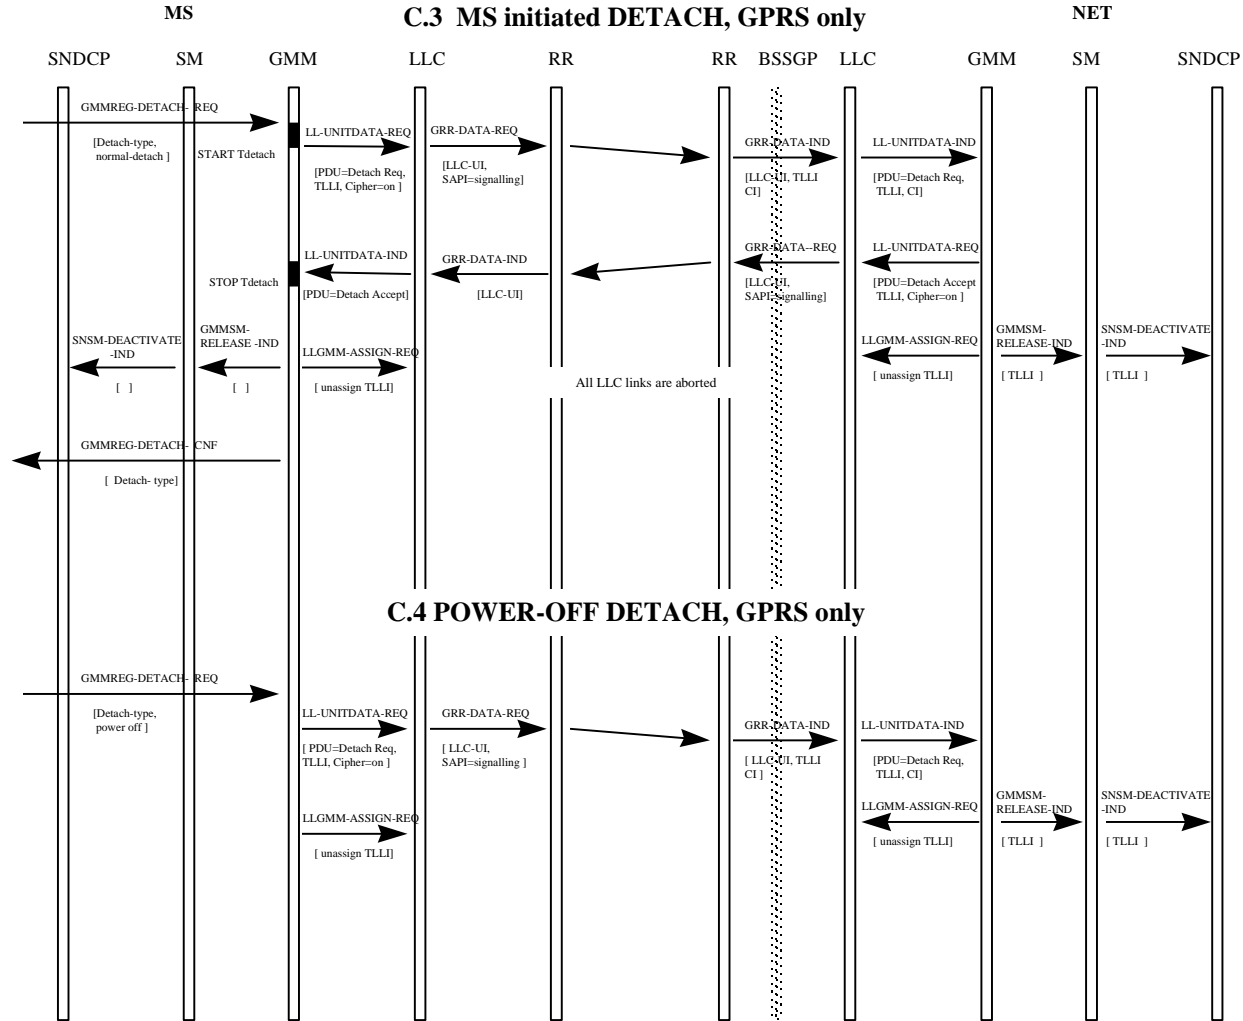 MS
C.3 MS initiated DETACH, GPRS only
NET
SNDCP SM GMM LLC RR RR BSSGP LLC GMM SM SNDCP
GMMREG-DETACH- REQ
[Detach-type,
normal-detach ]
START Tdetach
LL-UNITDATA-REQ
[PDU=Detach Req,
TLLI, Cipher=on ]
GRR-DATA-REQ
[LLC-UI,
SAPI=signalling]
GRR-DATA-IND
[LLC-UI, TLLI
CI]
LL-UNITDATA-IND
[PDU=Detach Req,
TLLI, CI]
STOP Tdetach
LL-UNITDATA-IND
[PDU=Detach Accept]
GRR-DATA-IND
[LLC-UI]
GRR-DATA--REQ
[LLC-UI,
SAPI=signalling]
LL-UNITDATA-REQ
[PDU=Detach Accept
TLLI, Cipher=on ]
SNSM-DEACTIVATE
-IND
[ ]
GMMSM-
RELEASE -IND
[ ]
LLGMM-ASSIGN-REQ
[ unassign TLLI]
All LLC links are aborted
LLGMM-ASSIGN-REQ
[ unassign TLLI]
GMMSM-
RELEASE-IND
[ TLLI ]
SNSM-DEACTIVATE
-IND
[ TLLI ]
GMMREG-DETACH- CNF
[ Detach- type]
C.4 POWER-OFF DETACH, GPRS only
GMMREG-DETACH- REQ
[Detach-type,
power off ]
LL-UNITDATA-REQ
[ PDU=Detach Req,
TLLI, Cipher=on ]
GRR-DATA-REQ
[ LLC-UI,
SAPI=signalling ]
GRR-DATA-IND
[ LLC-UI, TLLI
CI ]
LL-UNITDATA-IND
[PDU=Detach Req,
TLLI, CI]
LLGMM-ASSIGN-REQ
[ unassign TLLI]
LLGMM-ASSIGN-REQ
[ unassign TLLI]
GMMSM-
RELEASE-IND
[ TLLI ]
SNSM-DEACTIVATE
-IND
[ TLLI ]